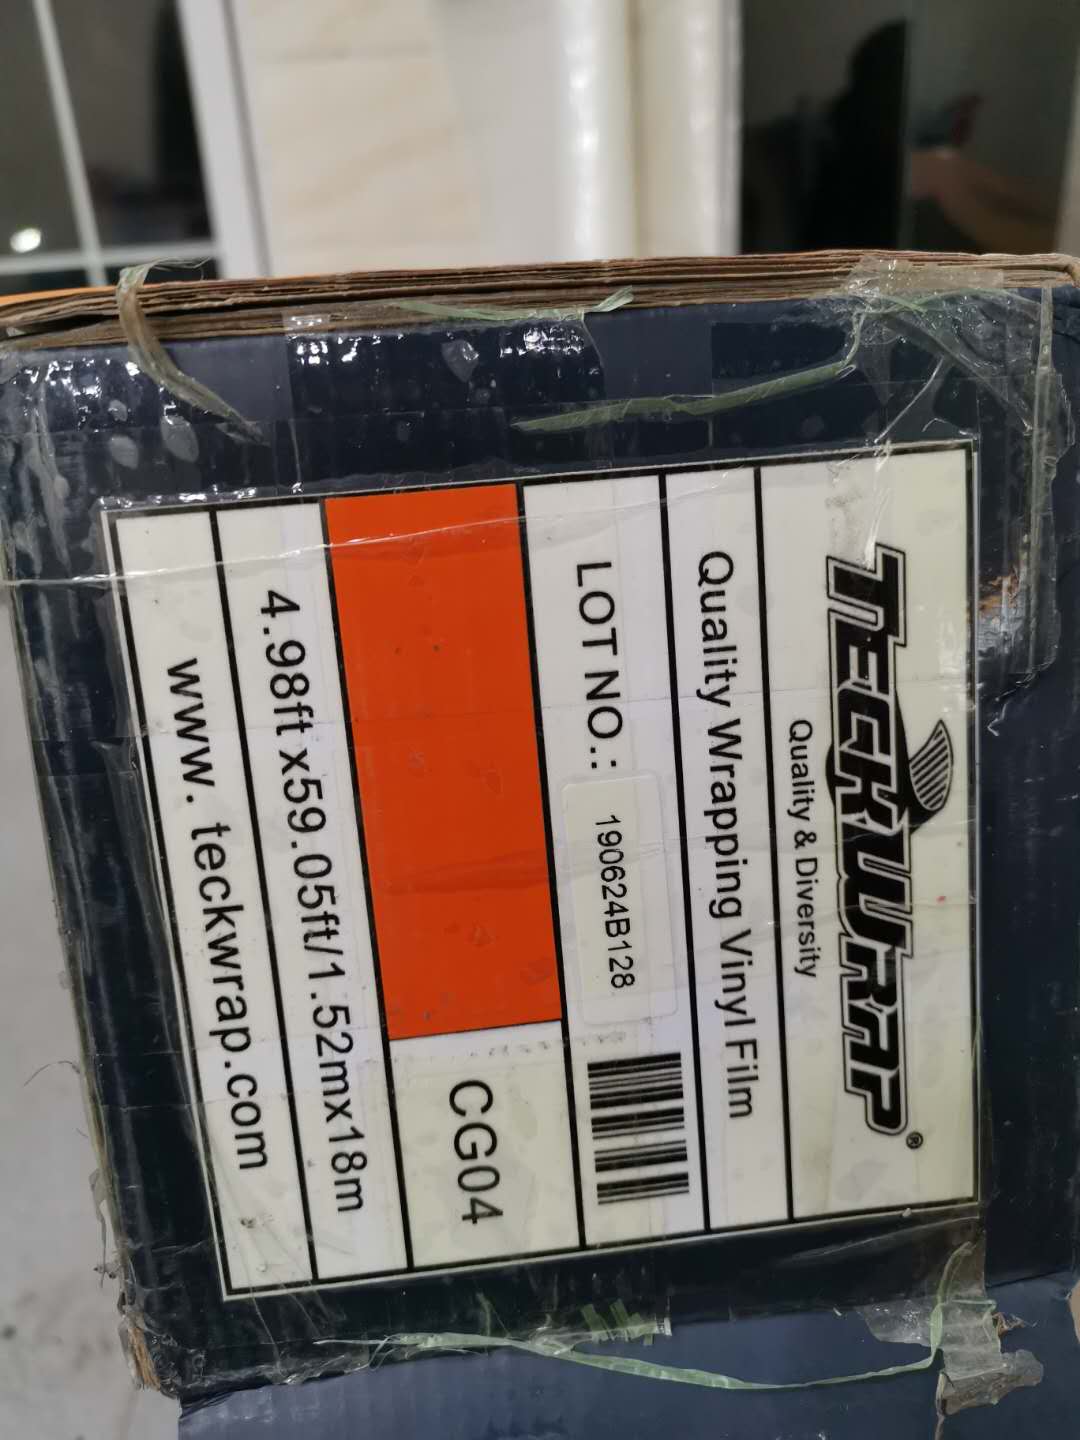 TECKWRAP®
Quality & Diversity
Quality Wrapping Vinyl Film
LOT NO.: 190624B128
CG04
4.98ft x59.05ft/1.52mx18m
www. teckwrap.com